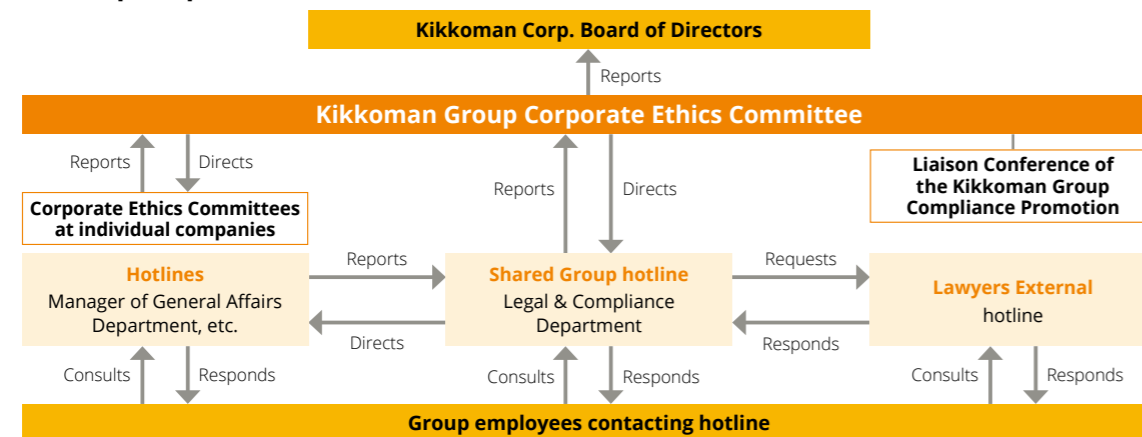 Kikkoman Corp. Board of Directors
Reports
Kikkoman Group Corporate Ethics Committee
Reports
Directs
Reports
Directs
Liaison Conference of
the Kikkoman Group
Compliance Promotion
Corporate Ethics Committees
at individual companies
Hotlines
Manager of General Affairs
Department, etc.
Reports
Directs
Shared Group hotline
Legal & Compliance
Department
Requests
Responds
Lawyers External
hotline
Consults
Responds
Consults
Responds
Consults
Responds
Group employees contacting hotline